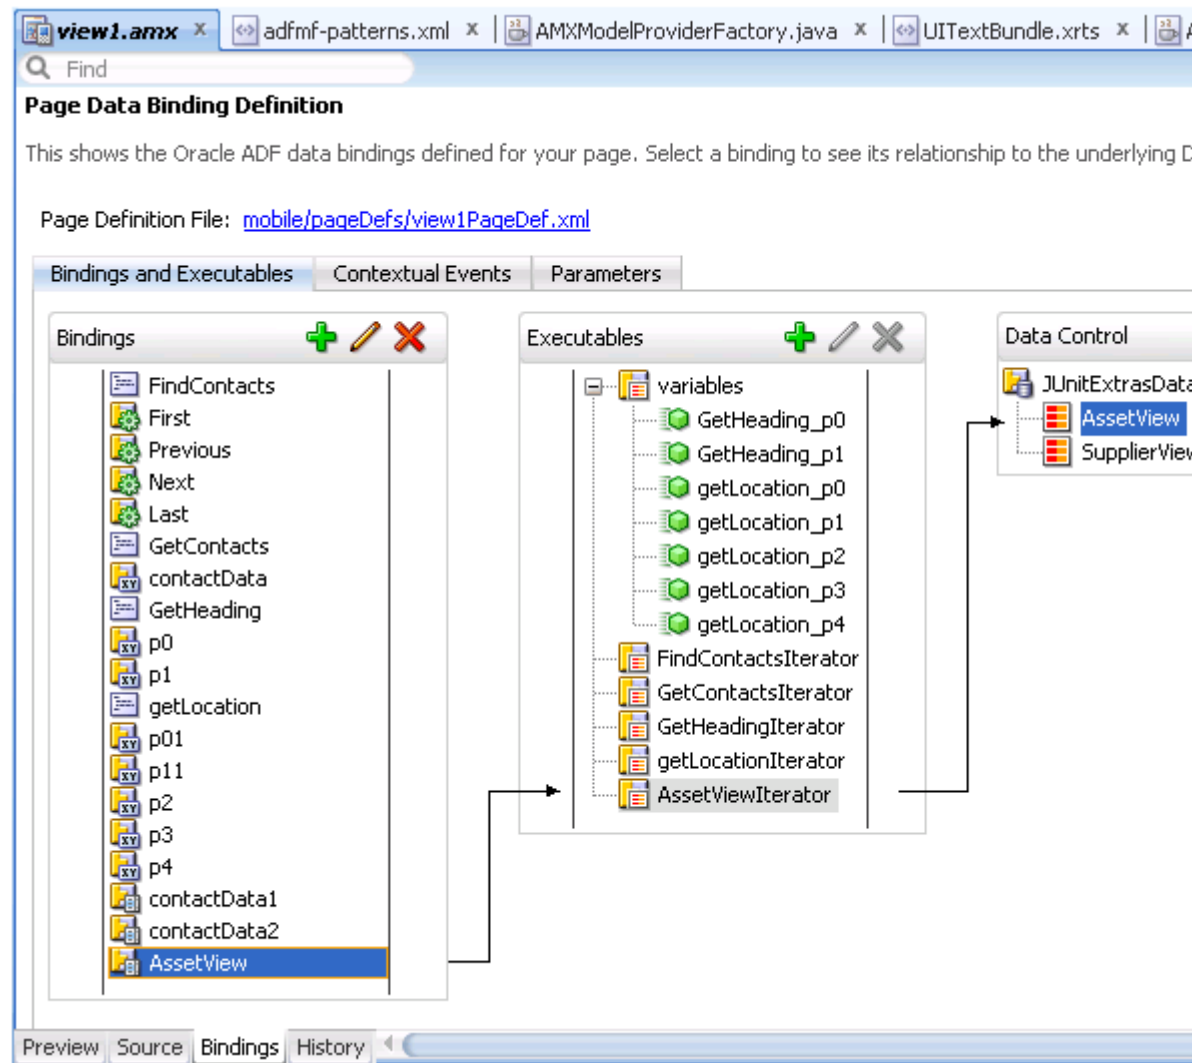 view1.amx x adfmf-patterns.xml x AMXModelProviderFactory.java x UITextBundle.xrts x A
Find
Page Data Binding Definition
This shows the Oracle ADF data bindings defined for your page. Select a binding to see its relationship to the underlying D
Page Definition File: mobile/pageDefs/view1PageDef.xml
Bindings and Executables Contextual Events Parameters
Bindings
FindContacts
First
Previous
Next
Last
GetContacts
contactData
GetHeading
p0
p1
getLocation
p01
p11
p2
p3
p4
contactData1
contactData2
AssetView
Executables
variables
GetHeading_p0
GetHeading_p1
getLocation_p0
getLocation_p1
getLocation_p2
getLocation_p3
getLocation_p4
FindContactsIterator
GetContactsIterator
GetHeadingIterator
getLocationIterator
AssetViewIterator
Data Control
JUnitExtrasData
AssetView
SupplierView
Preview Source Bindings History